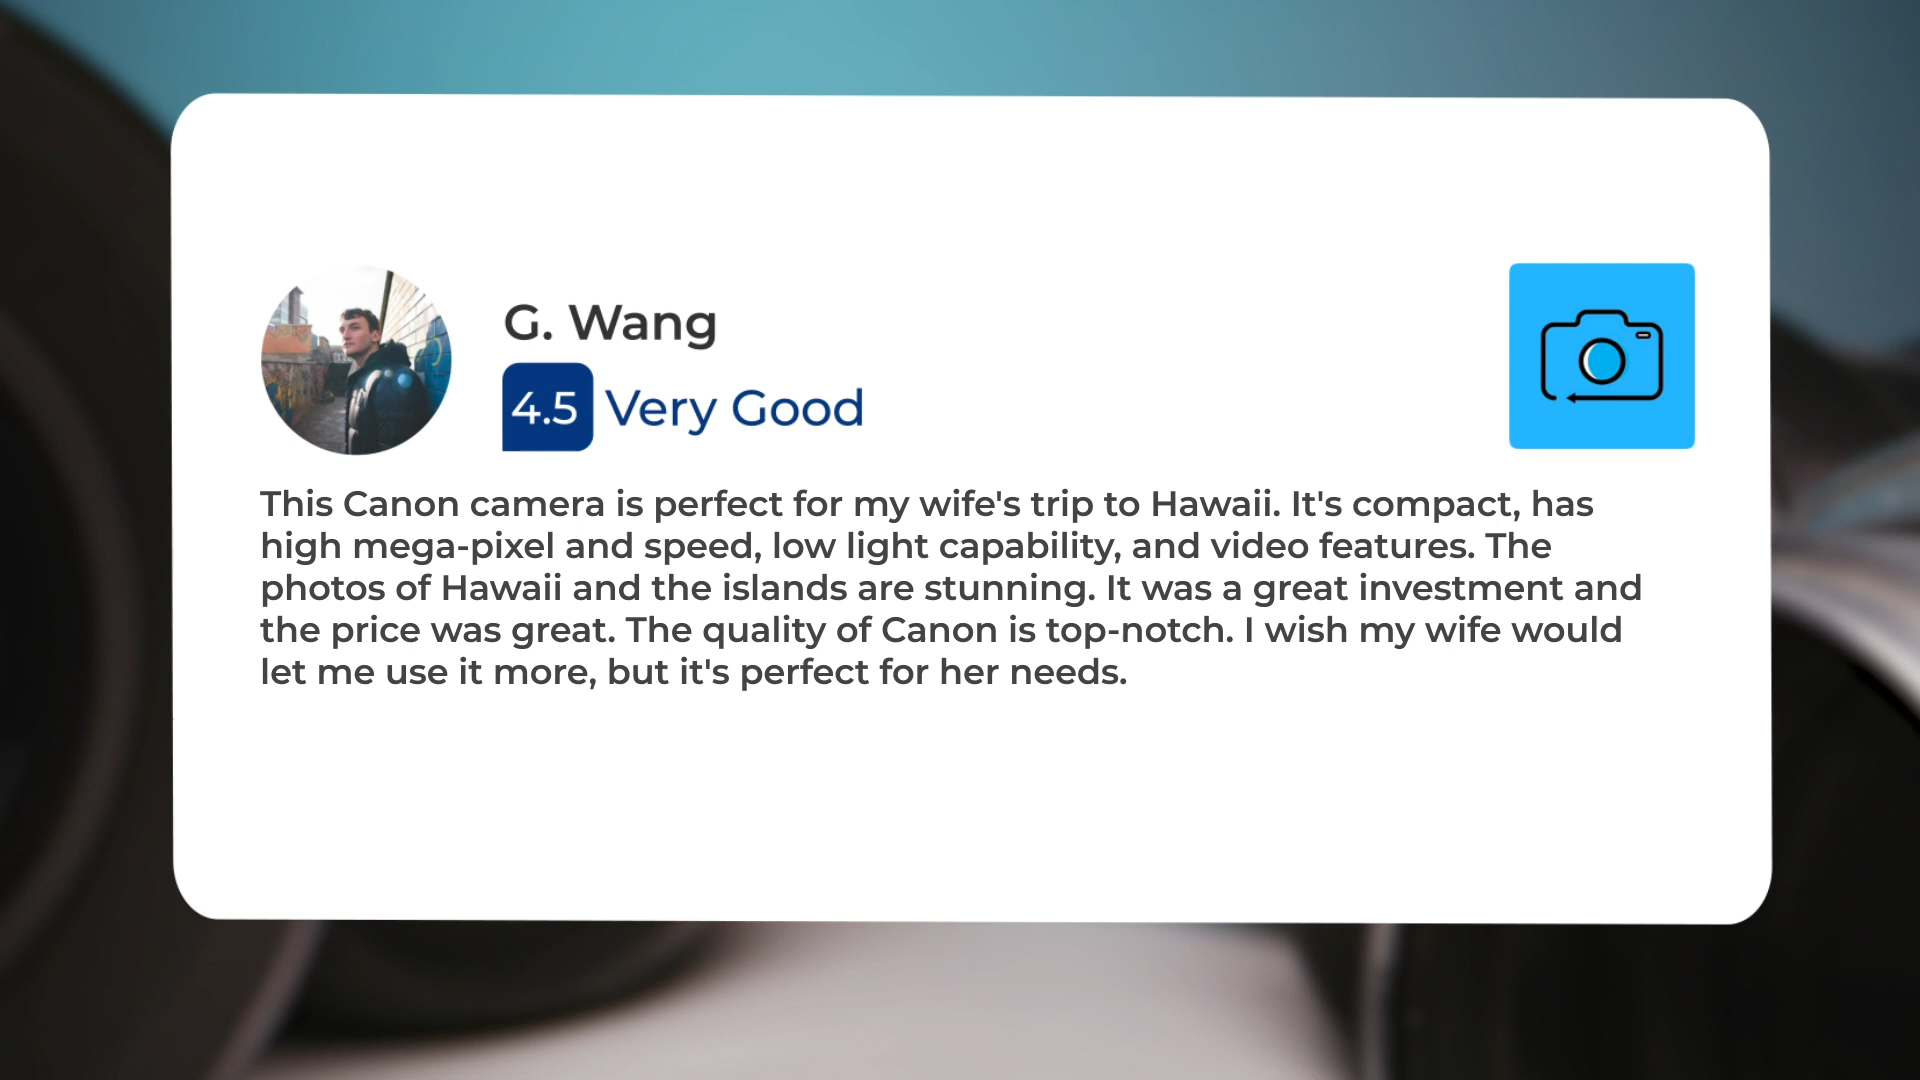 G. Wang
4.5 Very Good
This Canon camera is perfect for my wife's trip to Hawaii. It's compact, has
high mega-pixel and speed, low light capability, and video features. The
photos of Hawaii and the islands are stunning. It was a great investment and
the price was great. The quality of Canon is top-notch. I wish my wife would
let me use it more, but it's perfect for her needs.